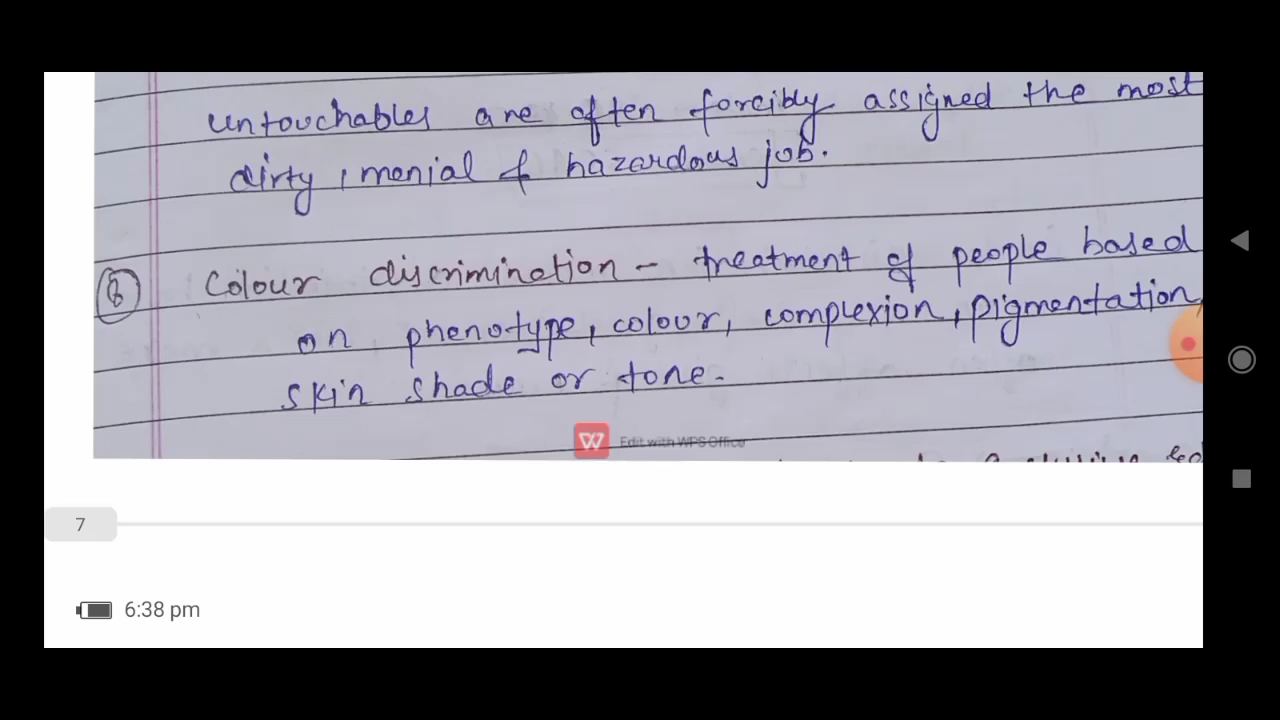 untouchables are often forcibly assigned the most
dirty, menial & hazardous job.
⑧ Colour discrimination - treatment of people based
on phenotype, colour, complexion, pigmentation,
skin shade or tone.
Edit with WPS Office
7
6:38 pm